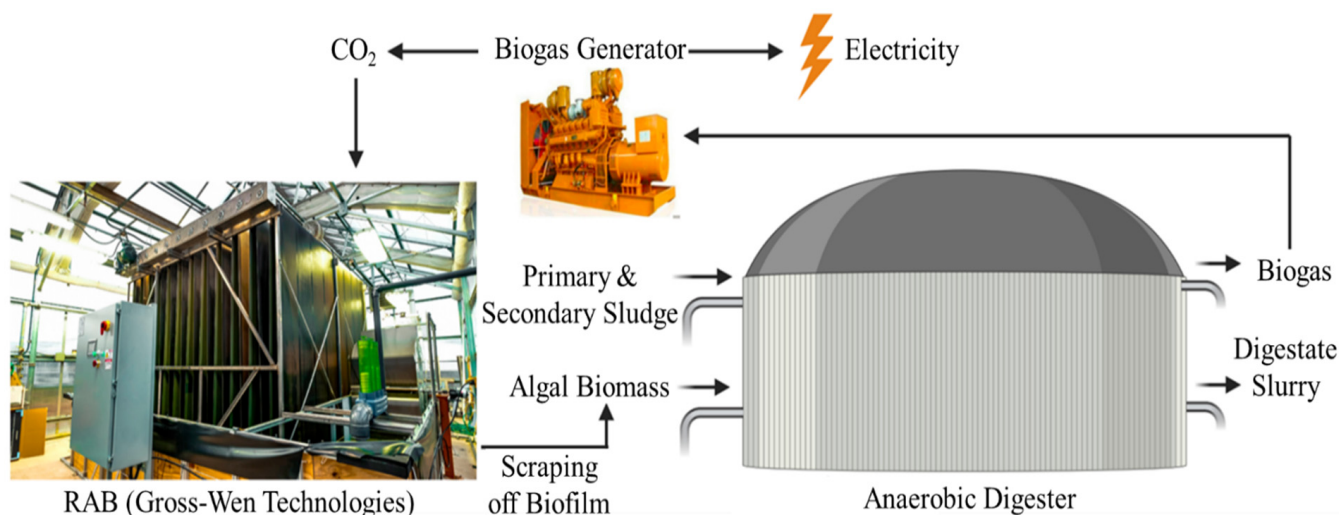 CO₂
Biogas Generator
Electricity
Primary &
Secondary Sludge
Biogas
Algal Biomass
Digestate
Slurry
Scraping
off Biofilm
RAB (Gross-Wen Technologies)
Anaerobic Digester